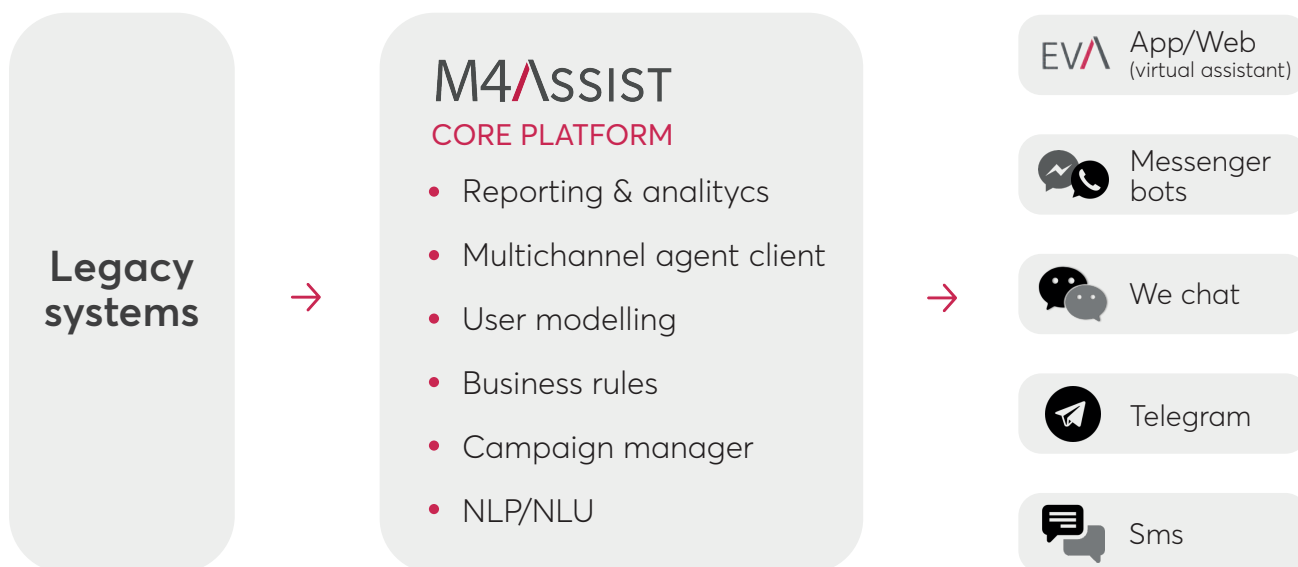 Legacy
systems
M4ASSIST
CORE PLATFORM
Reporting & analitycs
Multichannel agent client
User modelling
Business rules
Campaign manager
NLP/NLU
EVA
App/Web
(virtual assistant)
Messenger
bots
We chat
Telegram
Sms